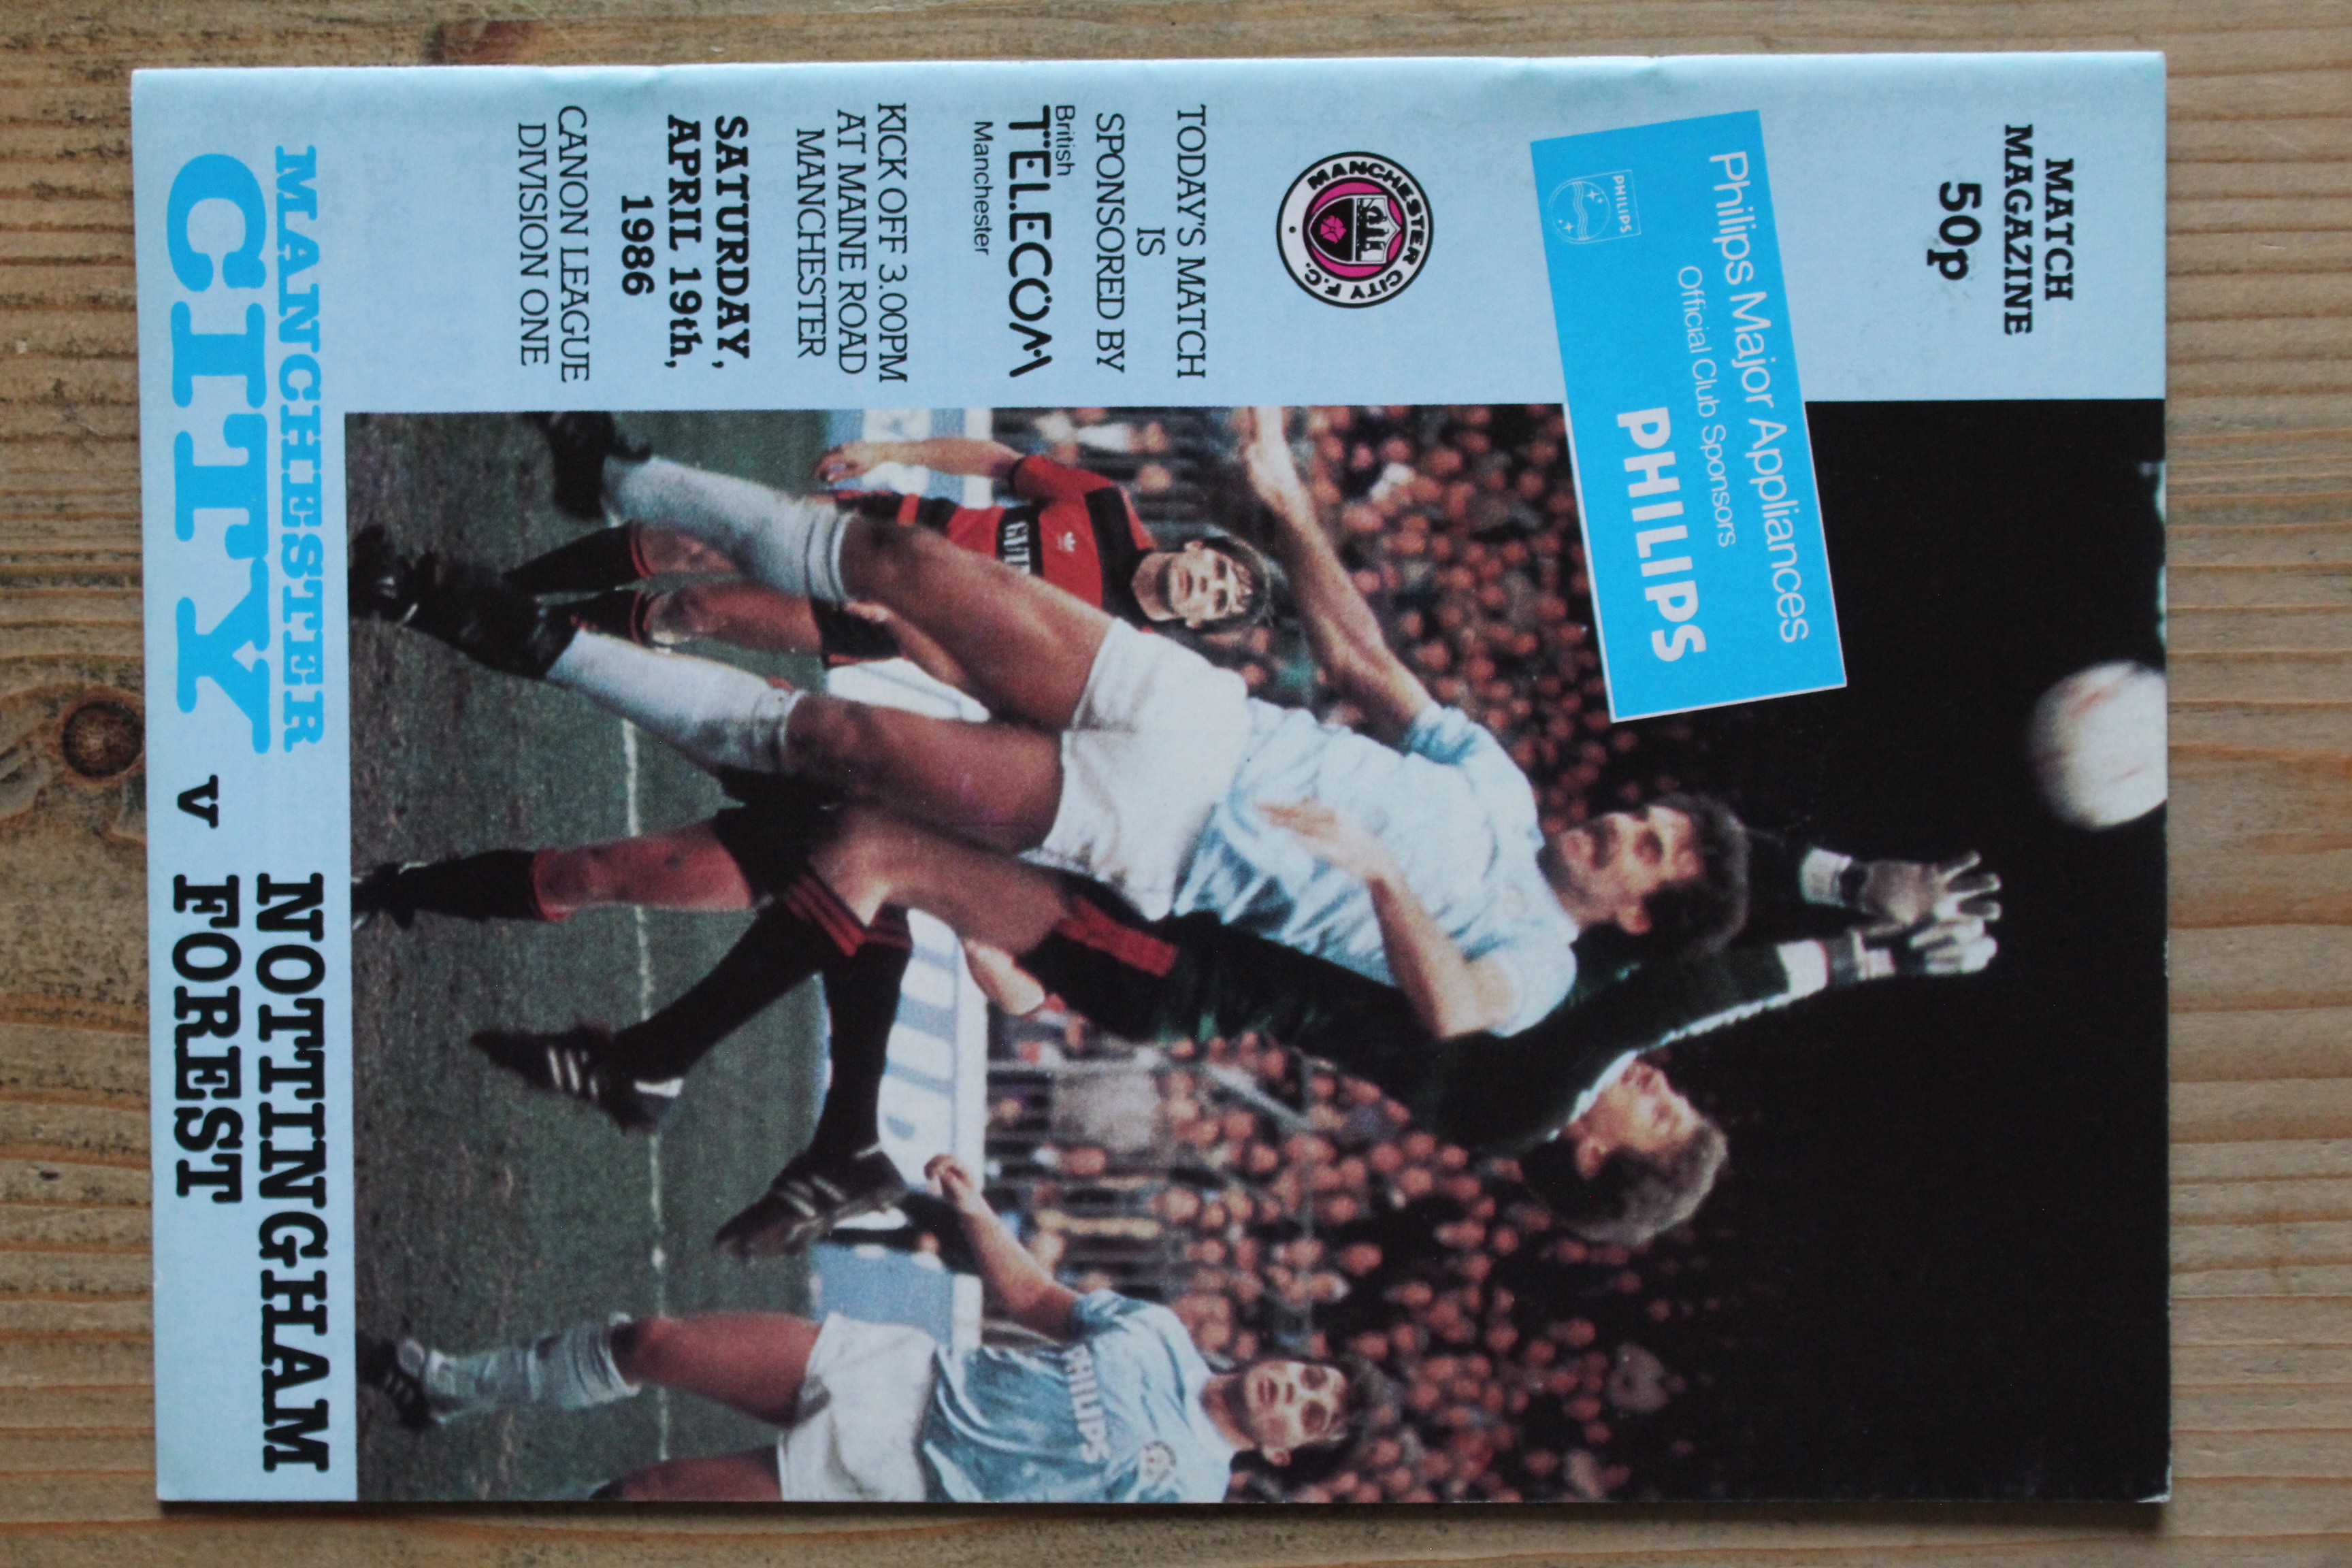 MATCH
MAGAZINE
50p
Philips Major Appliances
Official Club Sponsors
PHILIPS
PHILIPS
MANCHESTER CITY F.C.
TODAY'S MATCH
IS
SPONSORED BY
British
TELECOM
Manchester
KICK OFF 3.00PM
AT MAINE ROAD
MANCHESTER
SATURDAY,
APRIL 19th,
1986
CANON LEAGUE
DIVISION ONE
PHILIPS
MANCHESTER
CITY
v
NOTTINGHAM
FOREST